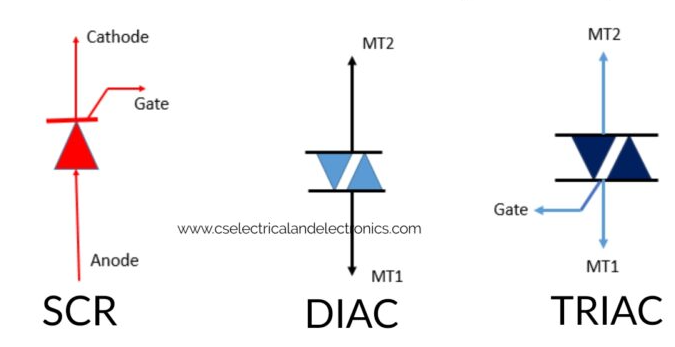 Cathode
Gate
Anode
SCR
MT2
MT1
DIAC
MT2
Gate
MT1
TRIAC
www.cselectricalandelectronics.com